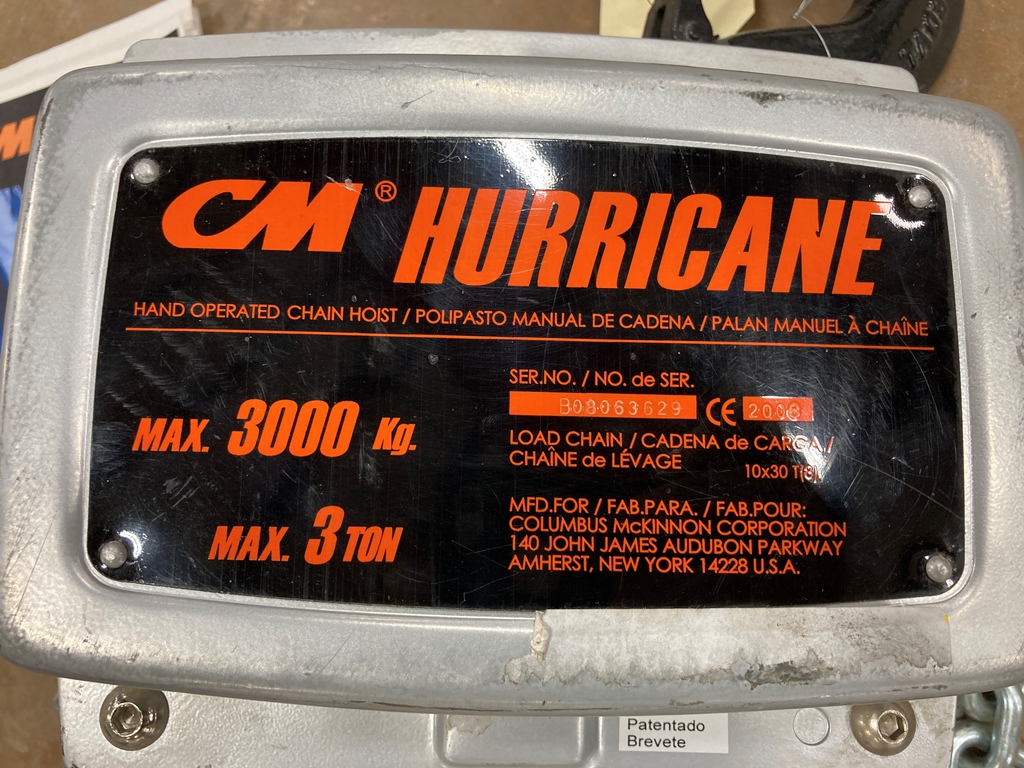 CM® HURRICANE
HAND OPERATED CHAIN HOIST / POLIPASTO MANUAL DE CADENA / PALAN MANUEL À CHAÎNE
MAX. 3000 Kg.
MAX. 3 TON
SER.NO. / NO. de SER.
B08063629 CE 2008
LOAD CHAIN / CADENA de CARGA /
CHAÎNE de LÉVAGE
10x30 T(8)
MFD.FOR / FAB.PARA. / FAB.POUR:
COLUMBUS McKINNON CORPORATION
140 JOHN JAMES AUDUBON PARKWAY
AMHERST, NEW YORK 14228 U.S.A.
Patentado
Brevete